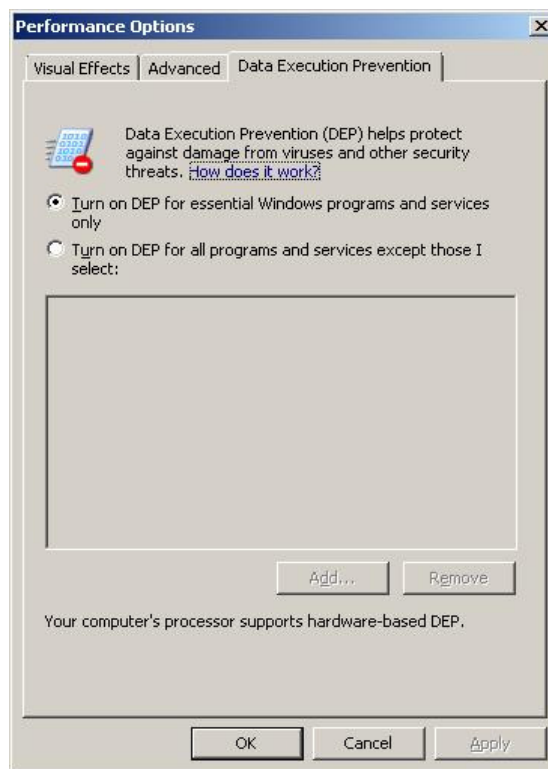 Performance Options
Visual Effects
Advanced
Data Execution Prevention
Data Execution Prevention (DEP) helps protect
against damage from viruses and other security
threats. How does it work?
Turn on DEP for essential Windows programs and services
only
Turn on DEP for all programs and services except those I
select:
Add...
Remove
Your computer's processor supports hardware-based DEP.
OK
Cancel
Apply